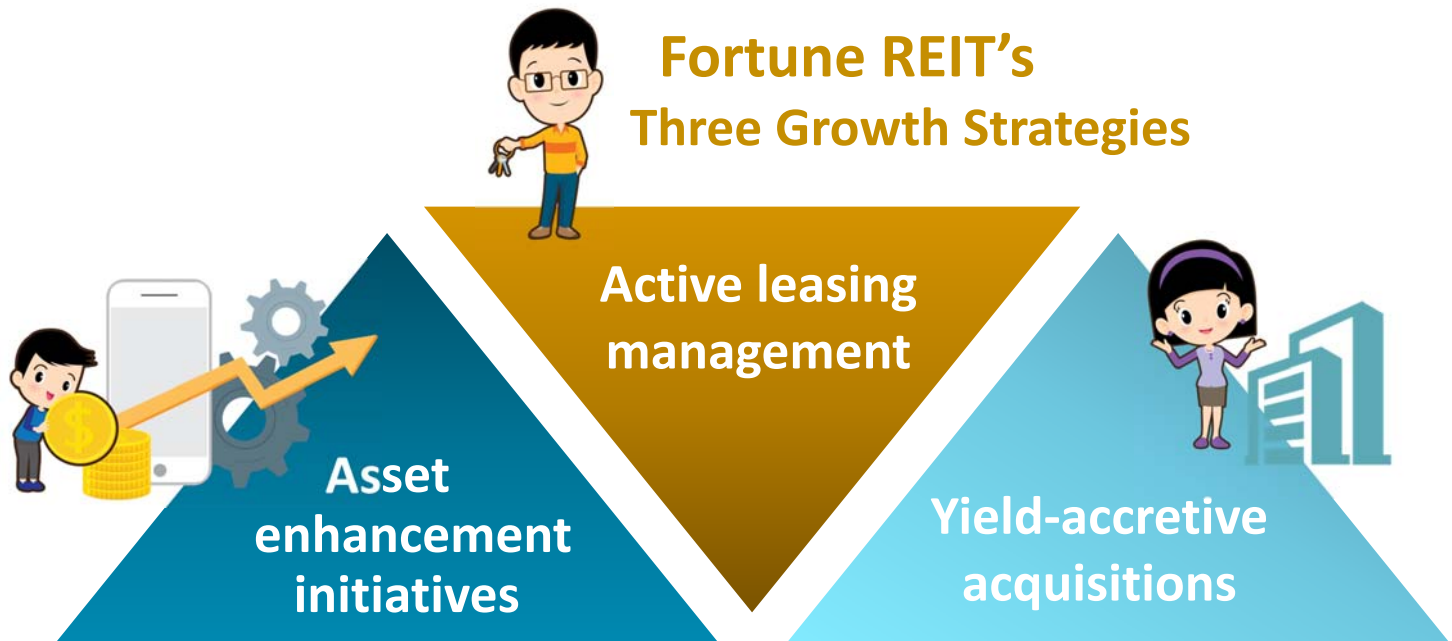 Fortune REIT’s
Three Growth Strategies
Active leasing
management
Asset
enhancement
initiatives
Yield-accretive
acquisitions
$